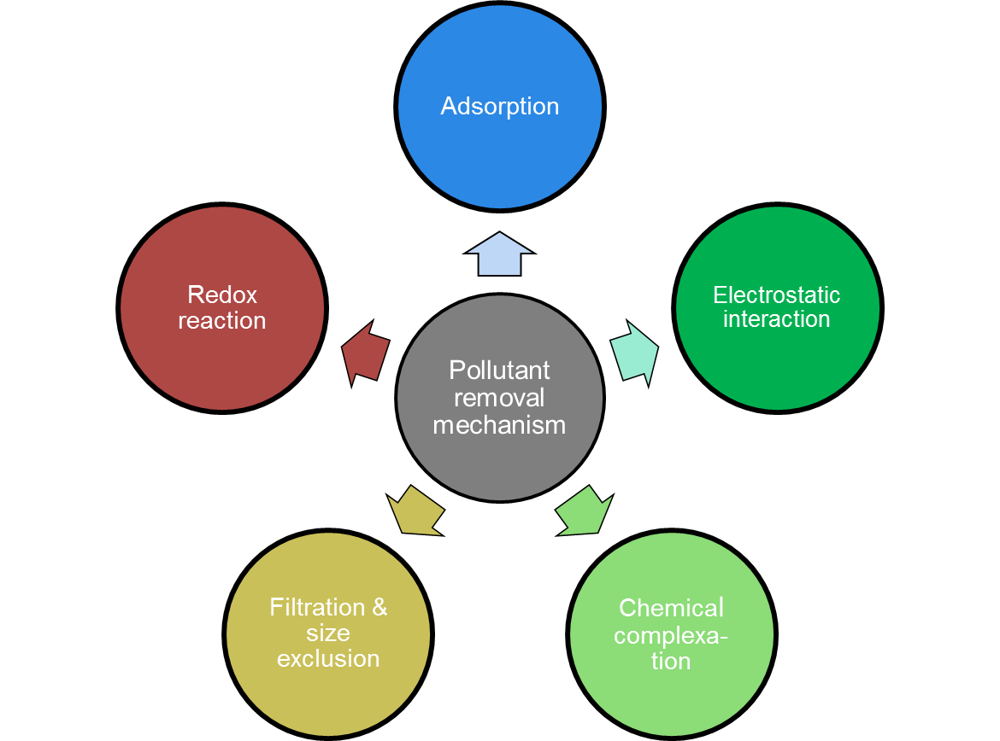 Adsorption
Redox
reaction
Electrostatic
interaction
Pollutant
removal
mechanism
Filtration &
size
exclusion
Chemical
complexa-
tion